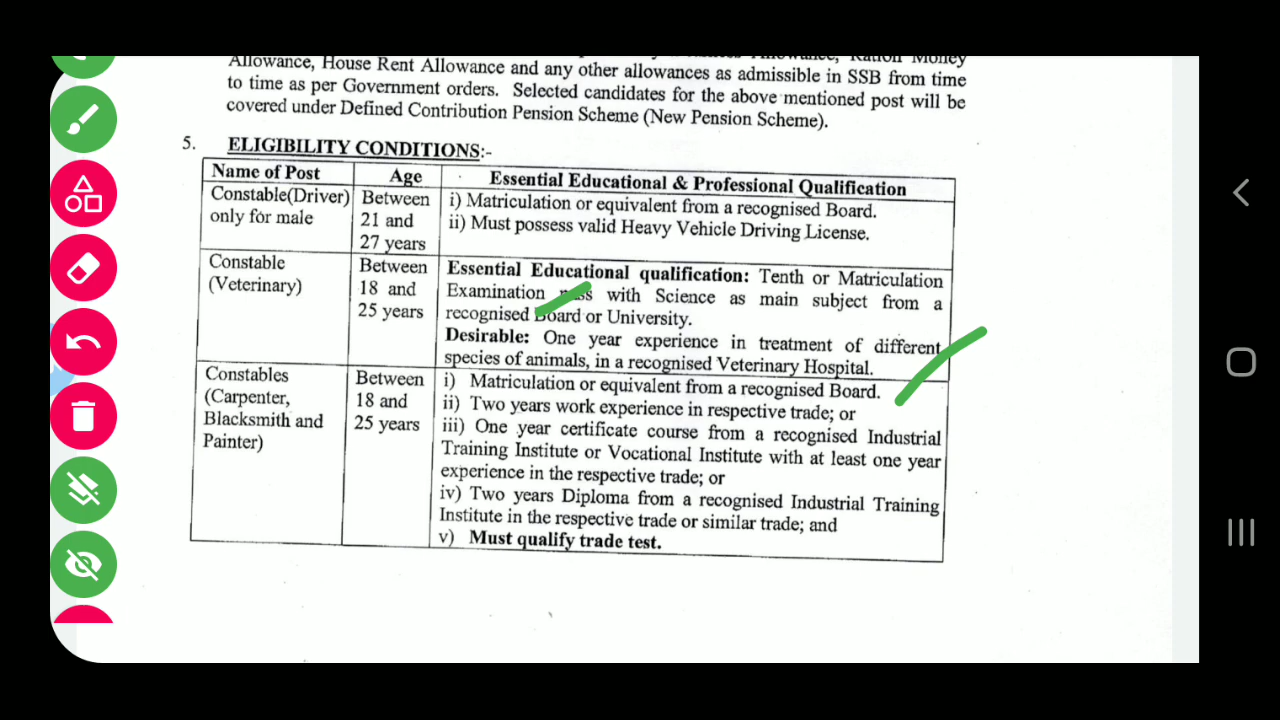 Allowance, Ration Money
Allowance, House Rent Allowance and any other allowances as admissible in SSB from time
to time as per Government orders. Selected candidates for the above mentioned post will be
covered under Defined Contribution Pension Scheme (New Pension Scheme).
5. ELIGIBILITY CONDITIONS:-
Name of Post
Age
Essential Educational & Professional Qualification
Constable(Driver)
only for male
Between
21 and
27 years
i) Matriculation or equivalent from a recognised Board.
ii) Must possess valid Heavy Vehicle Driving License.
Constable
(Veterinary)
Between
18 and
25 years
Essential Educational qualification: Tenth or Matriculation
Examination pass with Science as main subject from a
recognised Board or University.
Desirable: One year experience in treatment of different
species of animals, in a recognised Veterinary Hospital.
Constables
(Carpenter,
Blacksmith and
Painter)
Between
18 and
25 years
i) Matriculation or equivalent from a recognised Board.
ii) Two years work experience in respective trade; or
iii) One year certificate course from a recognised Industrial
Training Institute or Vocational Institute with at least one year
experience in the respective trade; or
iv) Two years Diploma from a recognised Industrial Training
Institute in the respective trade or similar trade; and
v) Must qualify trade test.